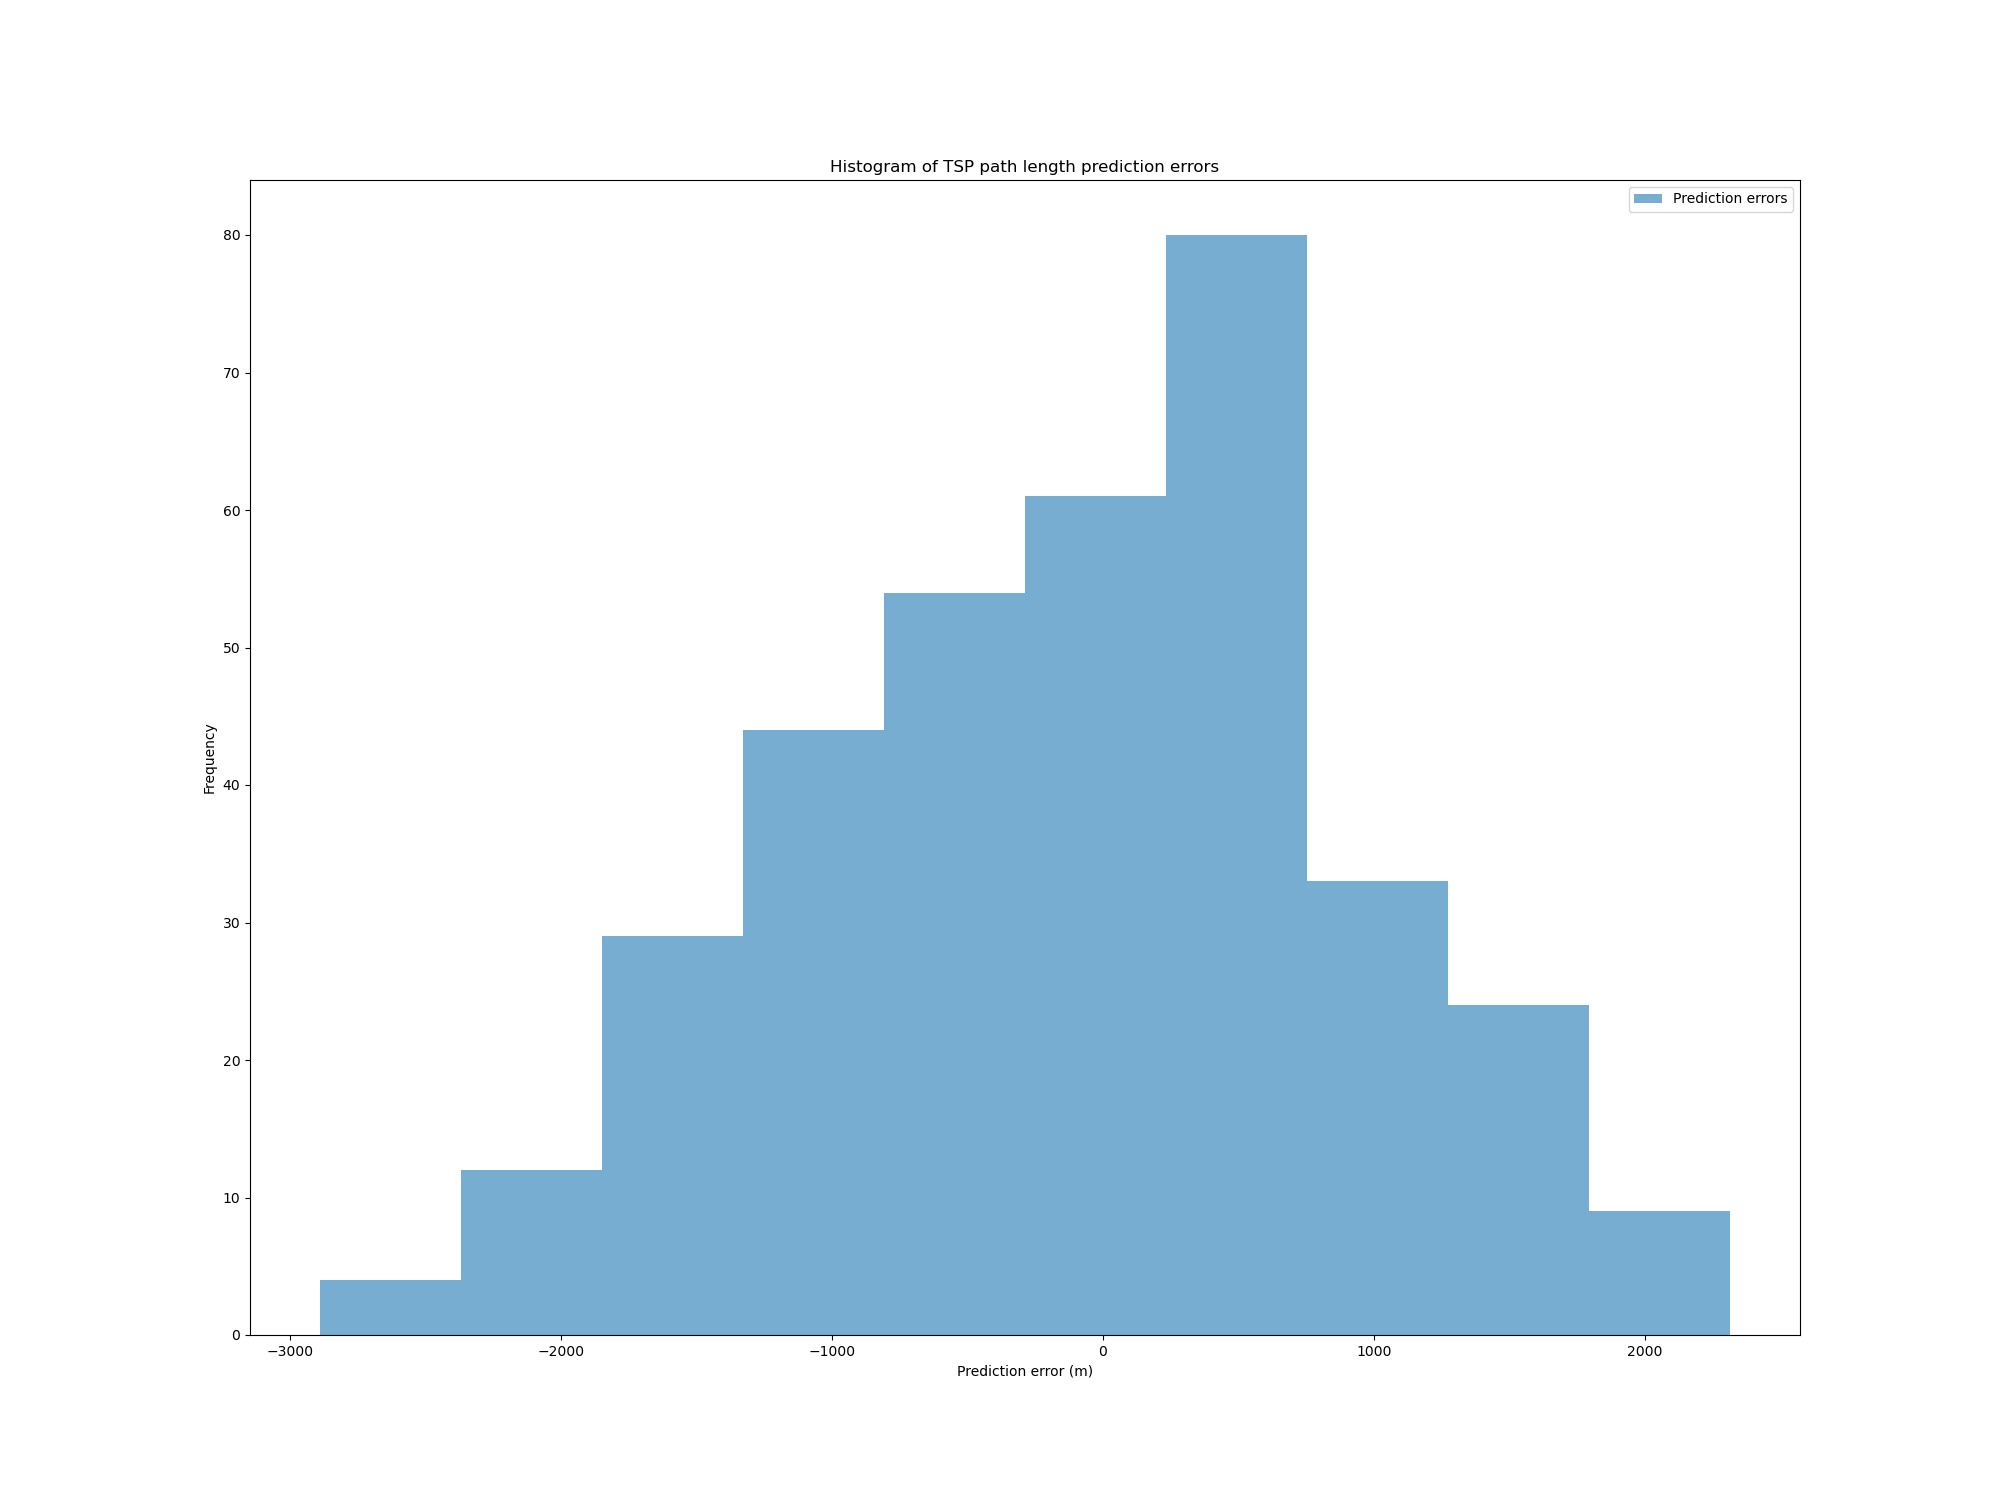 Histogram of TSP path length prediction errors
Prediction errors
80
70
60
50
40
30
20
10
0
Frequency
−3000 −2000 −1000 0 1000 2000
Prediction error (m)